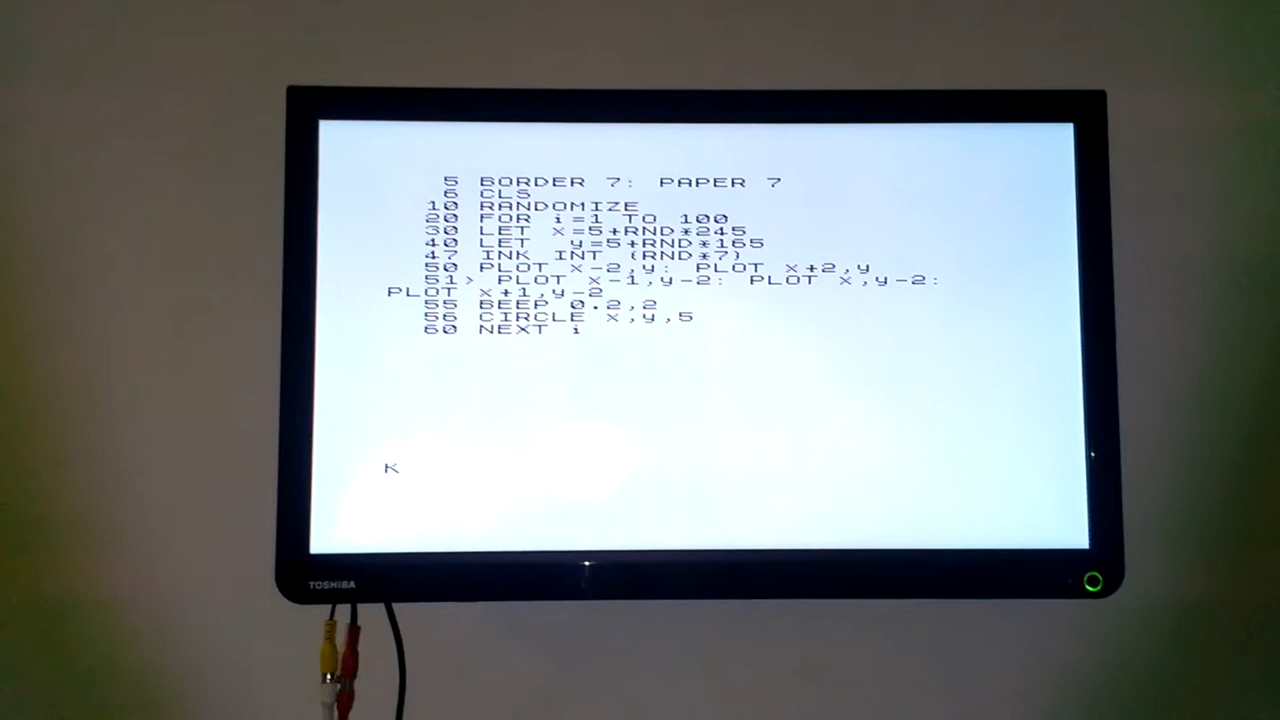 5 BORDER 7: PAPER 7
6 CLS
10 RANDOMIZE
20 FOR i=1 TO 100
30 LET x=5+RND*245
40 LET y=5+RND*165
47 INK INT (RND*7)
50 PLOT x-2,y: PLOT x+2,y
51> PLOT x-1,y-2: PLOT x,y-2:
PLOT x+1,y-2
55 BEEP 0.2,2
56 CIRCLE x,y,5
60 NEXT i
K
TOSHIBA